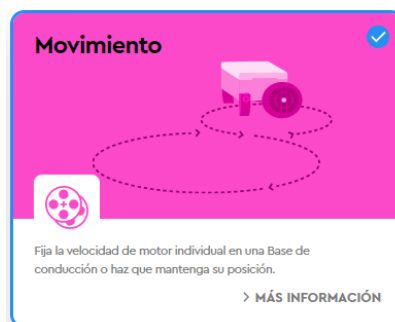 Movimiento
Fija la velocidad de motor individual en una Base de
conducción o haz que mantenga su posición.
> MÁS INFORMACIÓN